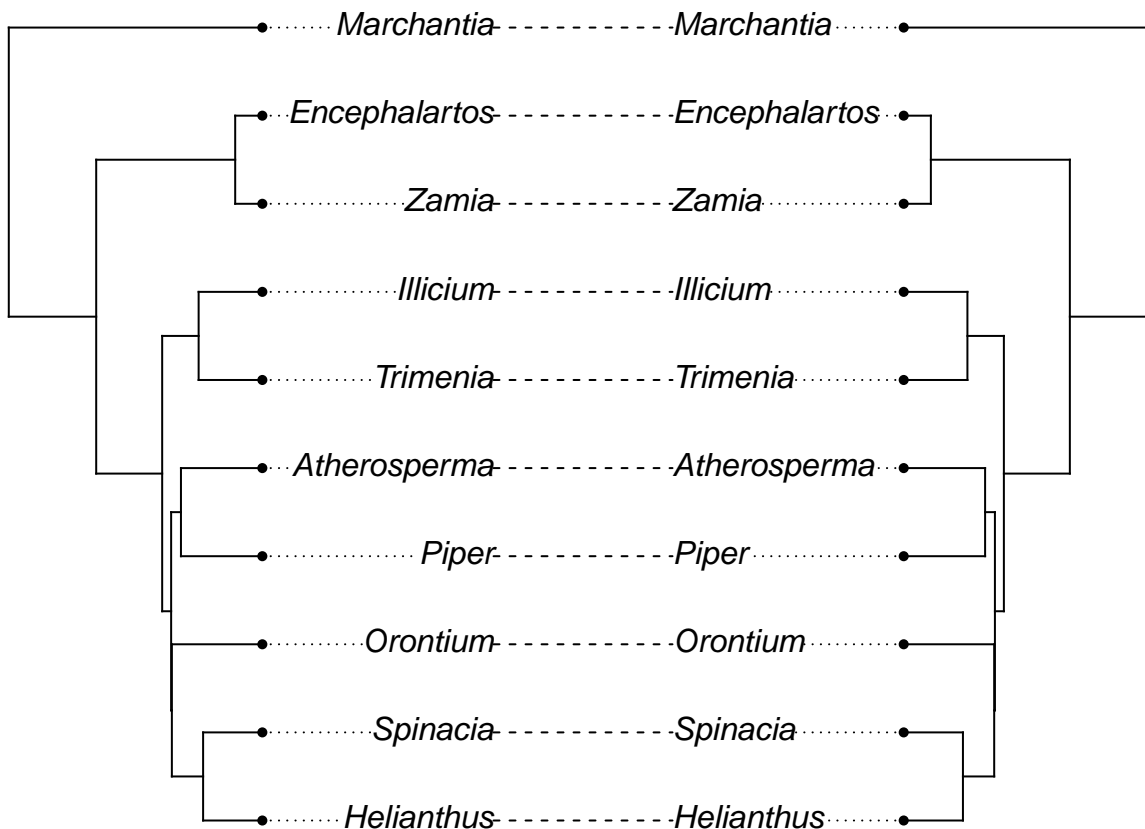 Marchantia Marchantia
Encephalartos Encephalartos
Zamia Zamia
Illicium Illicium
Trimenia Trimenia
Atherosperma Atherosperma
Piper Piper
Orontium Orontium
Spinacia Spinacia
Helianthus Helianthus